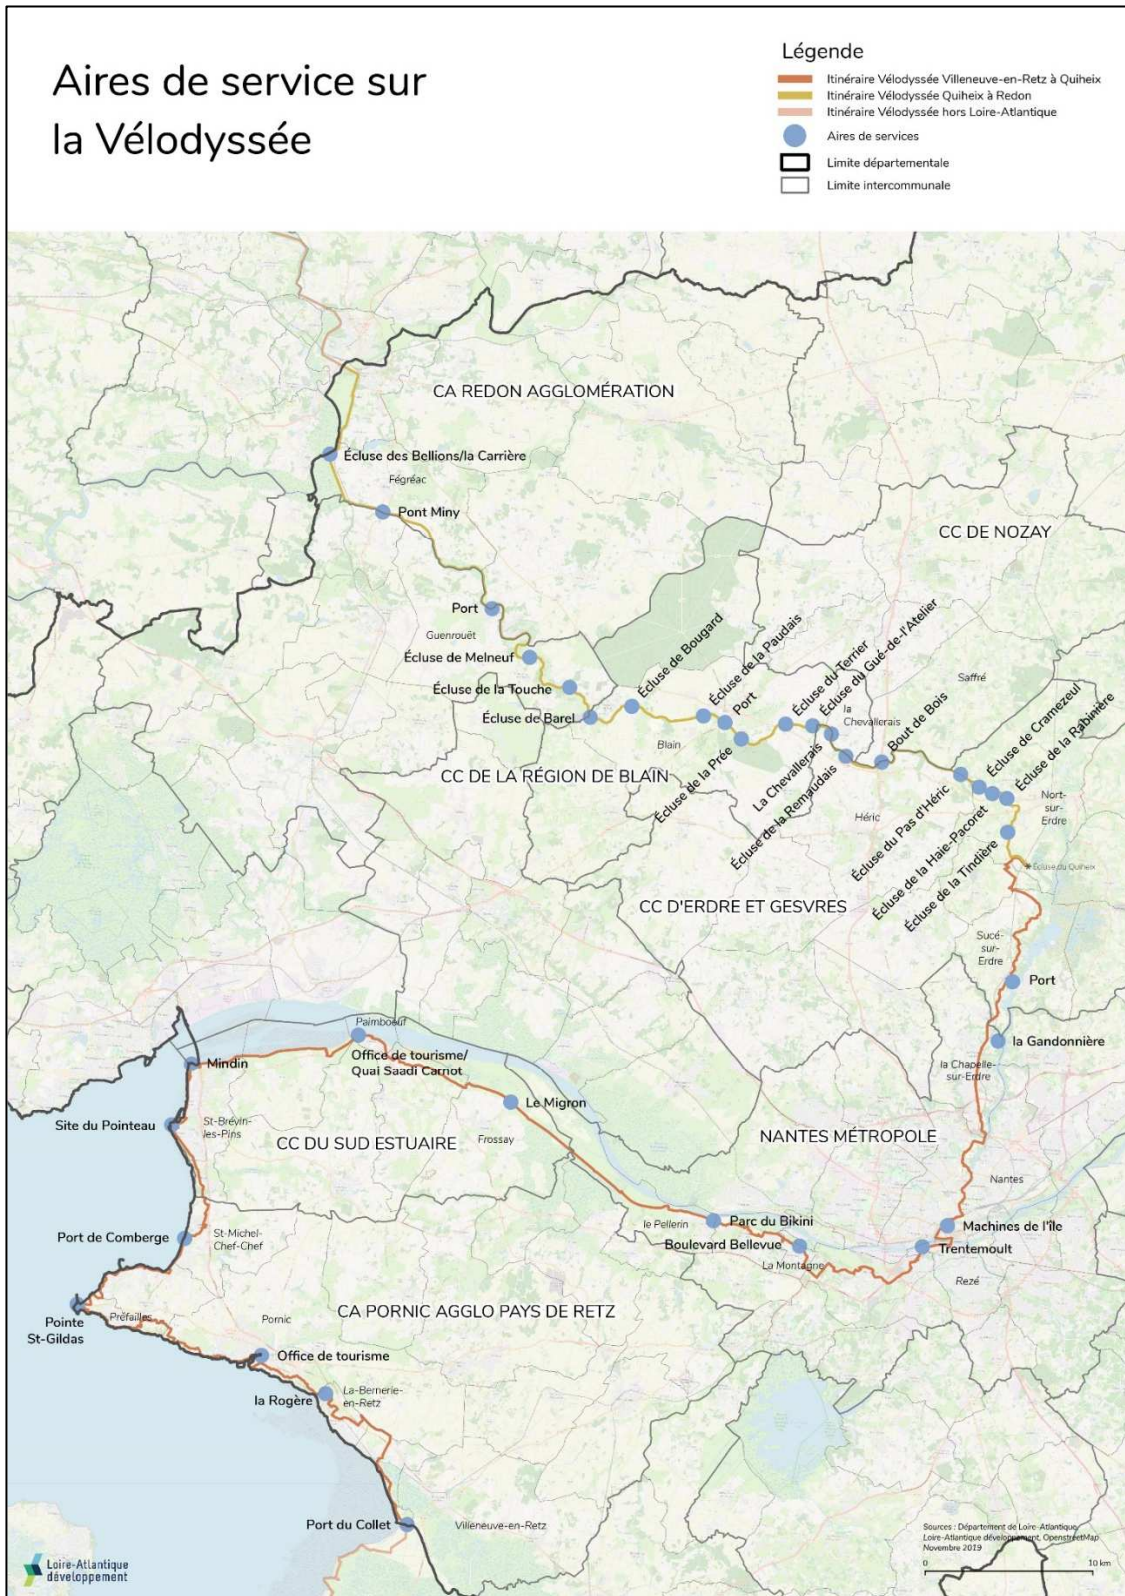 Aires de service sur
la Vélodyssée
Légende
Itinéraire Vélodyssée Villeneuve-en-Retz à Quiheix
Itinéraire Vélodyssée Quiheix à Redon
Itinéraire Vélodyssée hors Loire-Atlantique
Aires de services
Limite départementale
Limite intercommunale
CA REDON AGGLOMÉRATION
Écluse des Bellions/la Carrière
Fégréac
Pont Miny
CC DE NOZAY
Port
Guenrouët
Écluse de Melneuf
Écluse de la Touche
Écluse de Barel
Écluse de Bougard
Écluse de la Paudais
Port
Écluse du Terrier
Écluse du Gué-de-l'Atelier
la
Chevallerais
Bout de Bois
Saffré
Écluse de Cramezeul
Écluse de la Rabinière
Blain
CC DE LA RÉGION DE BLAIN
Écluse de la Prée
La Chevallerais
Écluse de la Remaudais
Héric
Écluse du Pas d'Héric
Écluse de la Haie-Pacoret
Écluse de la Tindière
Nort-
sur-
Erdre
Écluse du Quiheix
CC D'ERDRE ET GESVRES
Sucé-
sur-
Erdre
Port
la Gandonnière
la Chapelle-
sur-Erdre
Paimboeuf
Mindin
Office de tourisme/
Quai Saadi Carnot
Le Migron
Site du Pointeau
St-Brévin-
les-Pins
CC DU SUD ESTUAIRE
Frossay
NANTES MÉTROPOLE
Nantes
le Pellerin
Parc du Bikini
Machines de l'île
Port de Comberge
St-Michel-
Chef-Chef
Boulevard Bellevue
La Montagne
Trentemoult
Rezé
Pointe
St-Gildas
Préfailles
Pornic
CA PORNIC AGGLO PAYS DE RETZ
Office de tourisme
la Rogère
La-Bernerie-
en-Retz
Port du Collet
Villeneuve-en-Retz
Sources : Département de Loire-Atlantique,
Loire-Atlantique développement, OpenstreetMap
Novembre 2019
0 10 km
Loire-Atlantique
développement